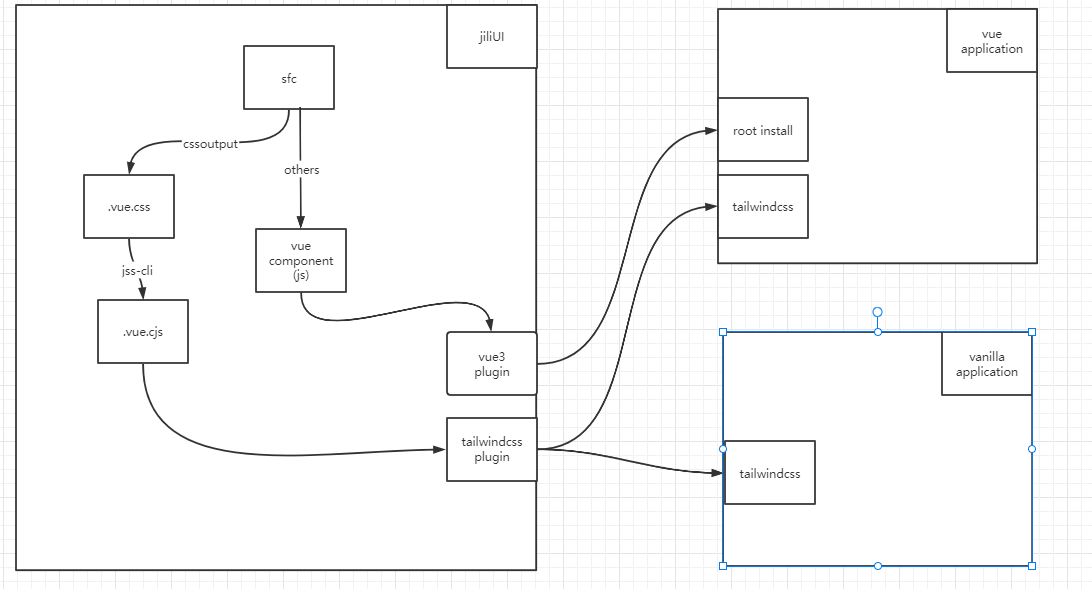 jiliUI
sfc
cssoutput
others
.vue.css
vue
component
(js)
jss-cli
.vue.cjs
vue3
plugin
tailwindcss
plugin
vue
application
root install
tailwindcss
vanilla
application
tailwindcss